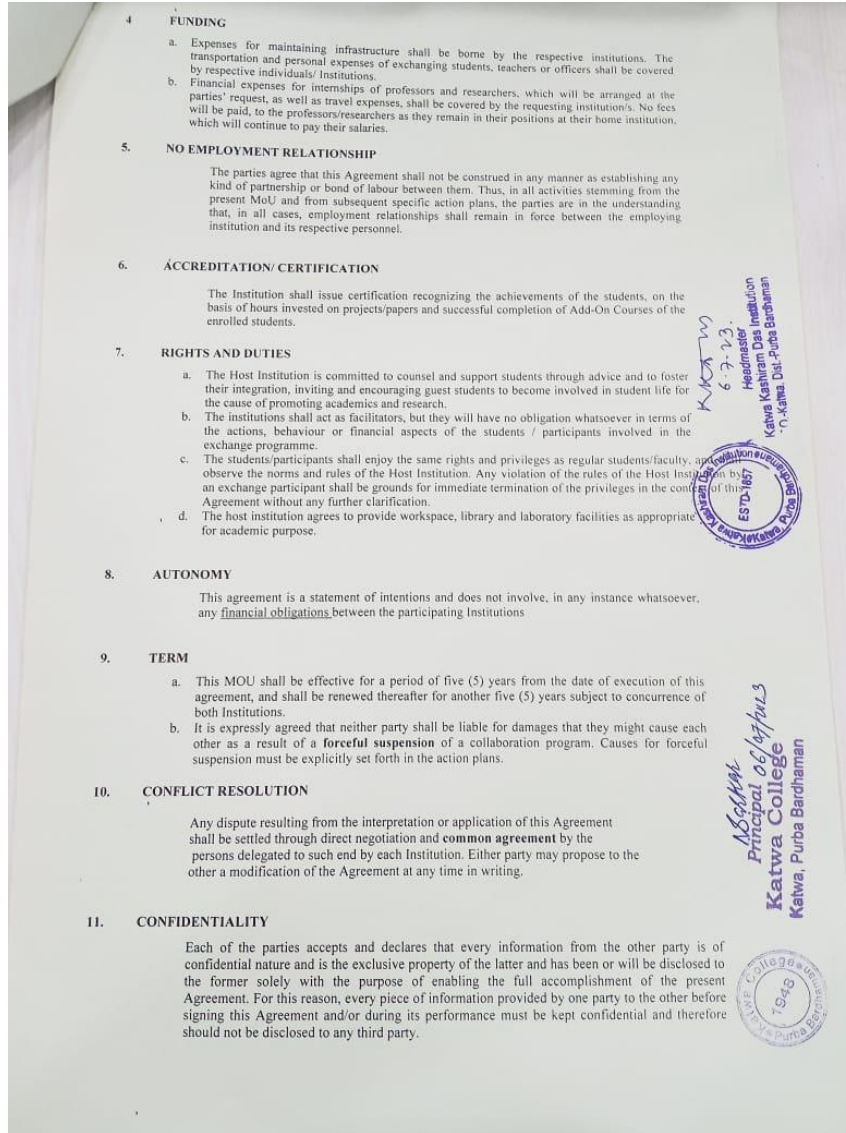 4 FUNDING
a. Expenses for maintaining infrastructure shall be borne by the respective institutions. The
transportation and personal expenses of exchanging students, teachers or officers shall be covered
by respective individuals/ Institutions.
b. Financial expenses for internships of professors and researchers, which will be arranged at the
parties' request, as well as travel expenses, shall be covered by the requesting institution/s. No fees
will be paid, to the professors/researchers as they remain in their positions at their home institution,
which will continue to pay their salaries.
5. NO EMPLOYMENT RELATIONSHIP
The parties agree that this Agreement shall not be construed in any manner as establishing any
kind of partnership or bond of labour between them. Thus, in all activities stemming from the
present MoU and from subsequent specific action plans, the parties are in the understanding
that, in all cases, employment relationships shall remain in force between the employing
institution and its respective personnel.
6. ACCREDITATION/ CERTIFICATION
The Institution shall issue certification recognizing the achievements of the students, on the
basis of hours invested on projects/papers and successful completion of Add-On Courses of the
enrolled students.
7. RIGHTS AND DUTIES
a. The Host Institution is committed to counsel and support students through advice and to foster
their integration, inviting and encouraging guest students to become involved in student life for
the cause of promoting academics and research.
b. The institutions shall act as facilitators, but they will have no obligation whatsoever in terms of
the actions, behaviour or financial aspects of the students / participants involved in the
exchange programme.
c. The students/participants shall enjoy the same rights and privileges as regular students/faculty,
observe the norms and rules of the Host Institution. Any violation of the rules of the Host by
an exchange participant shall be grounds for immediate termination of the privileges in the of this
Agreement without any further clarification.
d. The host institution agrees to provide workspace, library and laboratory facilities as appropriate
for academic purpose.
6.7.23.
Headmaster
Katwa Kashiram Das Institution
Katwa, Dist.-Purba Bardhaman
Katwa Kashiram Das Institution
ESTD-1857
Katwa, Purba Bardhaman
8. AUTONOMY
This agreement is a statement of intentions and does not involve, in any instance whatsoever,
any financial obligations between the participating Institutions
9. TERM
a. This MOU shall be effective for a period of five (5) years from the date of execution of this
agreement, and shall be renewed thereafter for another five (5) years subject to concurrence of
both Institutions.
b. It is expressly agreed that neither party shall be liable for damages that they might cause each
other as a result of a forceful suspension of a collaboration program. Causes for forceful
suspension must be explicitly set forth in the action plans.
10. CONFLICT RESOLUTION
Any dispute resulting from the interpretation or application of this Agreement
shall be settled through direct negotiation and common agreement by the
persons delegated to such end by each Institution. Either party may propose to the
other a modification of the Agreement at any time in writing.
NSarkar
Principal 06/07/2023
Katwa College
Katwa, Purba Bardhaman
11. CONFIDENTIALITY
Each of the parties accepts and declares that every information from the other party is of
confidential nature and is the exclusive property of the latter and has been or will be disclosed to
the former solely with the purpose of enabling the full accomplishment of the present
Agreement. For this reason, every piece of information provided by one party to the other before
signing this Agreement and/or during its performance must be kept confidential and therefore
should not be disclosed to any third party.
Katwa College
1948
Purba Bardhaman